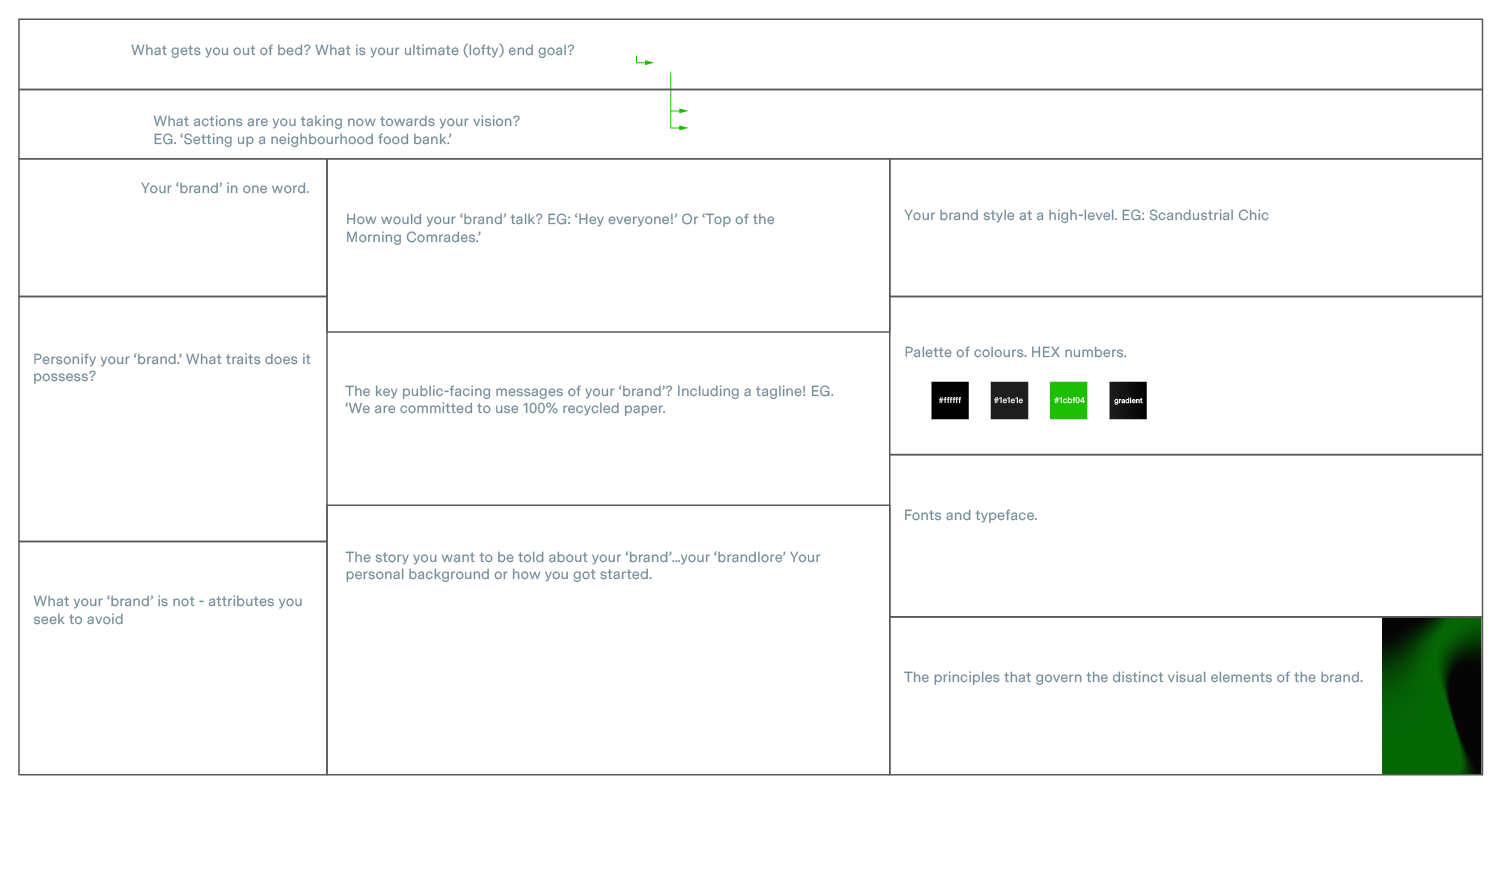 What gets you out of bed? What is your ultimate (lofty) end goal?
What actions are you taking now towards your vision?
EG. ‘Setting up a neighbourhood food bank.’
Your ‘brand’ in one word.
Personify your ‘brand.’ What traits does it
possess?
What your ‘brand’ is not - attributes you
seek to avoid
How would your ‘brand’ talk? EG: ‘Hey everyone!’ Or ‘Top of the
Morning Comrades.’
The key public-facing messages of your ‘brand’? Including a tagline! EG.
‘We are committed to use 100% recycled paper.
The story you want to be told about your ‘brand’...your ‘brandlore’ Your
personal background or how you got started.
Your brand style at a high-level. EG: Scandustrial Chic
Palette of colours. HEX numbers.
#ffffff
#1e1e1e
#1cbf04
gradient
Fonts and typeface.
The principles that govern the distinct visual elements of the brand.